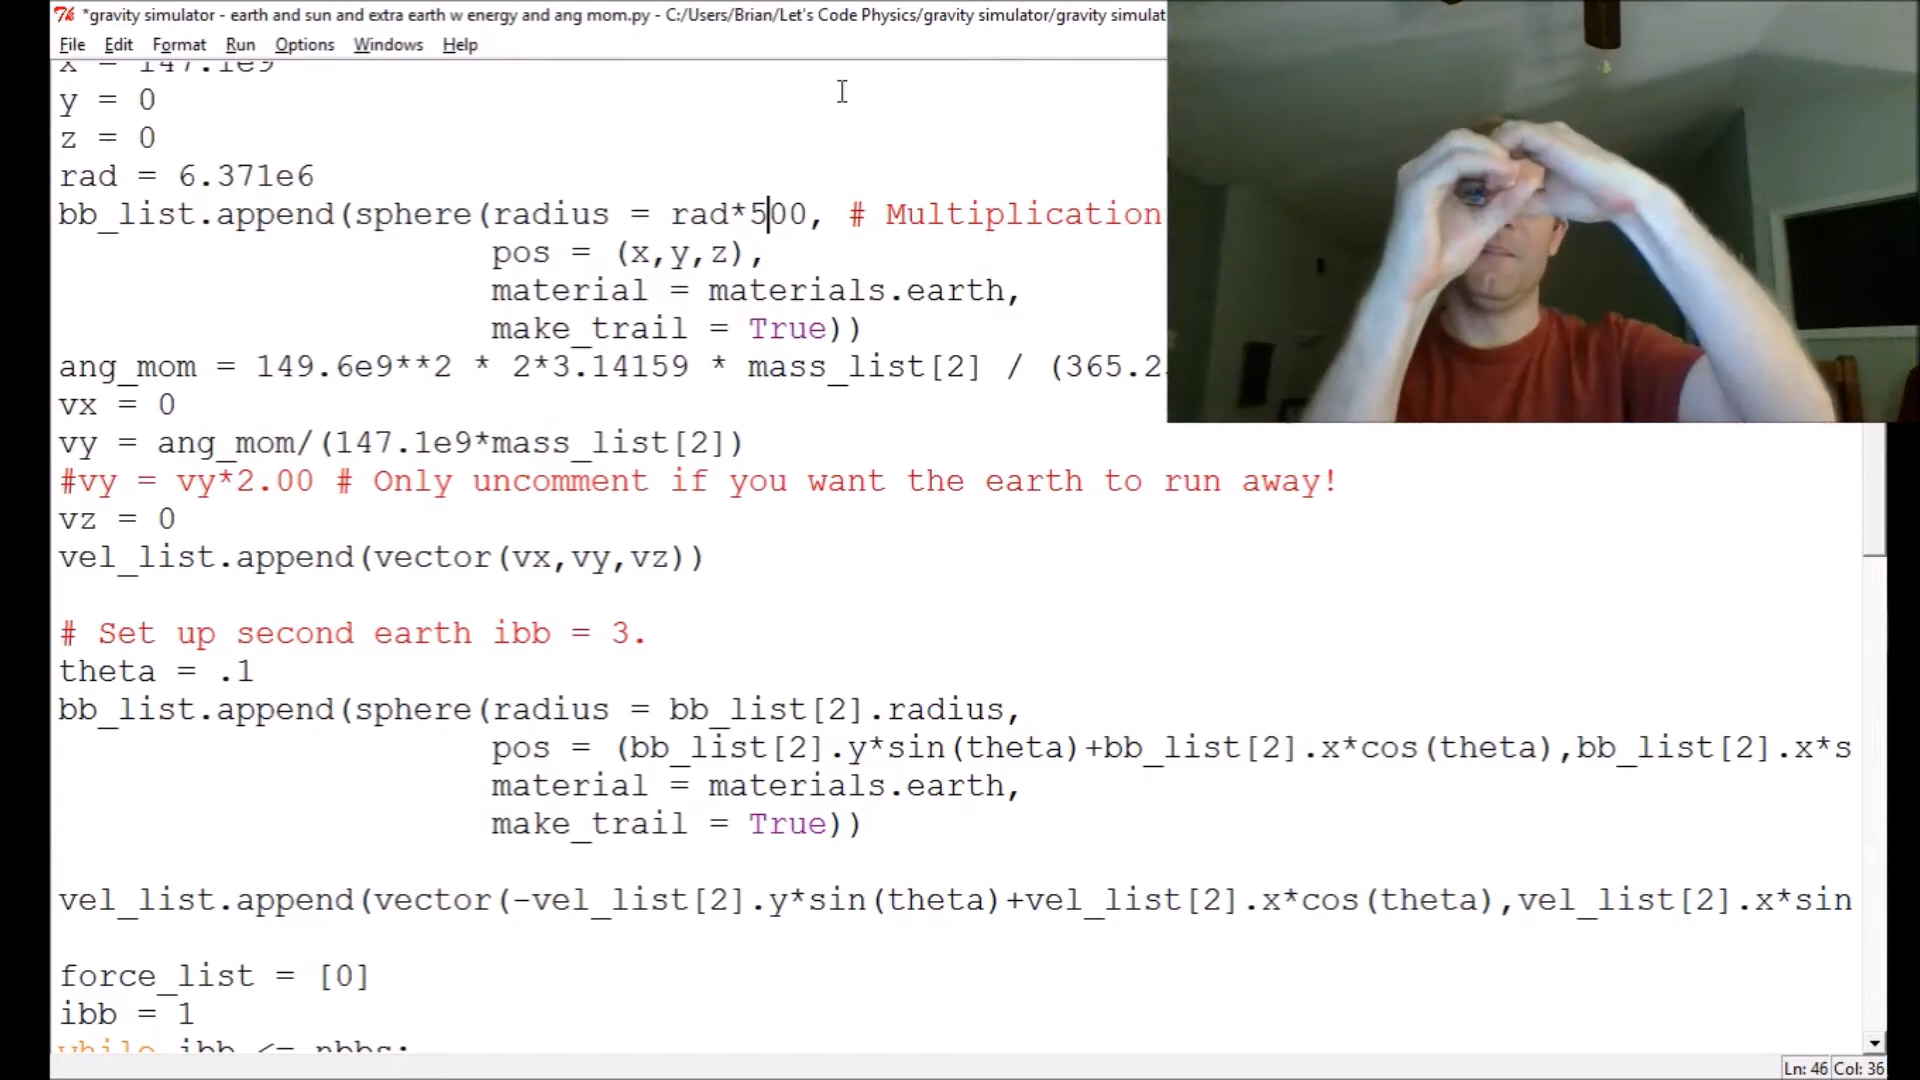 *gravity simulator - earth and sun and extra earth w energy and ang mom.py - C:/Users/Brian/Let's Code Physics/gravity simulator/gravity simulat
File Edit Format Run Options Windows Help
x = 147.1e9
y = 0
z = 0
rad = 6.371e6
bb_list.append(sphere(radius = rad*500, # Multiplication
pos = (x,y,z),
material = materials.earth,
make_trail = True))
ang_mom = 149.6e9**2 * 2*3.14159 * mass_list[2] / (365.2
vx = 0
vy = ang_mom/(147.1e9*mass_list[2])
#vy = vy*2.00 # Only uncomment if you want the earth to run away!
vz = 0
vel_list.append(vector(vx,vy,vz))
# Set up second earth ibb = 3.
theta = .1
bb_list.append(sphere(radius = bb_list[2].radius,
pos = (bb_list[2].y*sin(theta)+bb_list[2].x*cos(theta),bb_list[2].x*s
material = materials.earth,
make_trail = True))
vel_list.append(vector(-vel_list[2].y*sin(theta)+vel_list[2].x*cos(theta),vel_list[2].x*sin
force_list = [0]
ibb = 1
while ibb <= nbbs:
Ln: 46 Col: 36